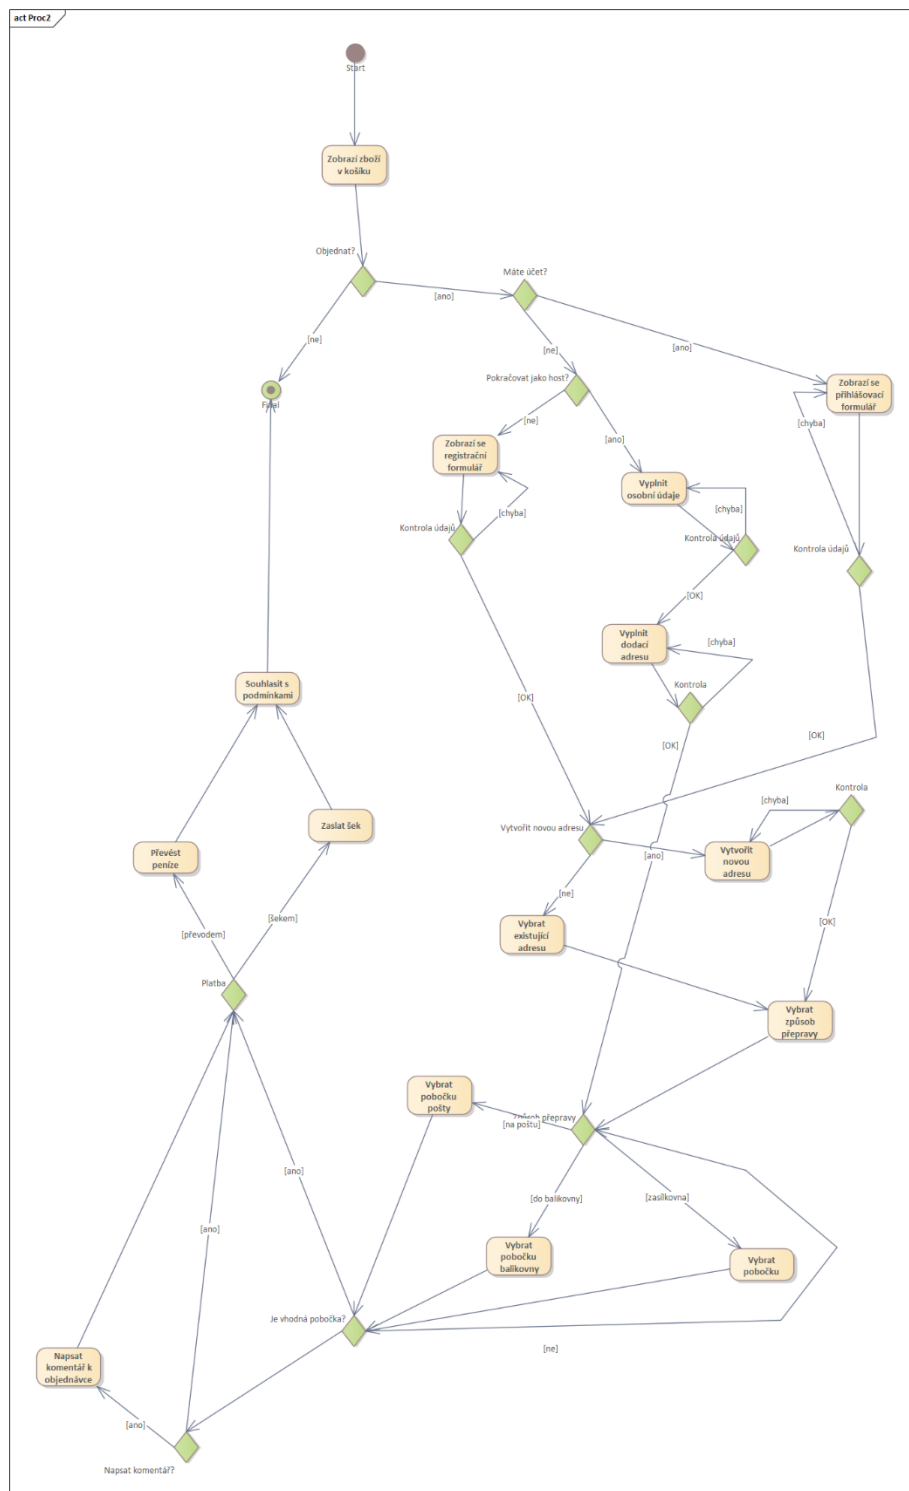 act Proc2
Start
Zobrazí zboží
v košíku
Objednat?
Máte účet?
[ano]
[ne]
[ne]
[ano]
Pokračovat jako host?
Zobrazí se
přihlášovací
formulář
Final
[ne]
[ano]
[chyba]
Zobrazí se
registrační
formulář
Vyplnit
osobní údaje
[chyba]
[chyba]
Kontrola údajů
Kontrola údajů
Kontrola údajů
[OK]
Vyplnit
dodací
adresu
[chyba]
Souhlasit s
podmínkami
Kontrola
[OK]
[OK]
[OK]
Kontrola
[chyba]
Zaslat šek
Vytvořit novou adresu
Převést
peníze
[ano]
Vytvořit
novou
adresu
[ne]
[šekem]
[převodem]
Vybrat
existující
adresu
[OK]
Platba
Vybrat
způsob
přepravy
Vybrat
pobočku
pošty
přepravy
[na poštu]
[ano]
[do balikovny]
[zasílkovna]
[ano]
Vybrat
pobočku
balikovny
Vybrat
pobočku
Je vhodná pobočka?
[ne]
Napsat
komentář k
objednávce
[ano]
Napsat komentář?